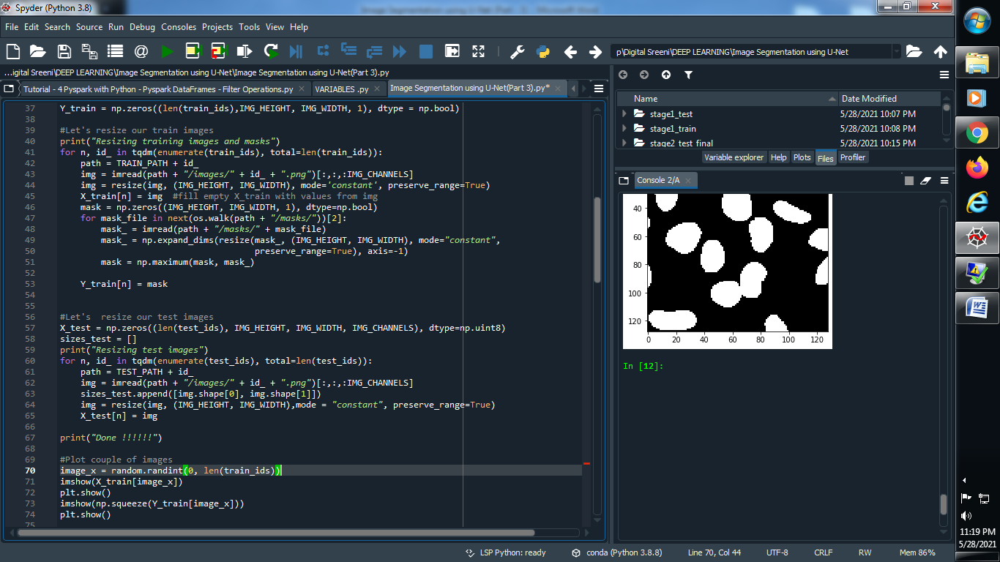 Spyder (Python 3.8)
File Edit Search Source Run Debug Consoles Projects Tools View Help
p\Digital Sreeni\DEEP LEARNING\Image Segmentation using U-Net
...igital Sreeni\DEEP LEARNING\Image Segmentation using U-Net\Image Segmentation using U-Net(Part 3).py
Tutorial - 4 Pyspark with Python - Pyspark DataFrames - Filter Operations.py VARIABLES .py Image Segmentation using U-Net(Part 3).py*
37 Y_train = np.zeros((len(train_ids),IMG_HEIGHT, IMG_WIDTH, 1), dtype = np.bool)
38
39 #Let's resize our train images
40 print("Resizing training images and masks")
41 for n, id_ in tqdm(enumerate(train_ids), total=len(train_ids)):
42     path = TRAIN_PATH + id_
43     img = imread(path + "/images/" + id_ + ".png")[:,:,:IMG_CHANNELS]
44     img = resize(img, (IMG_HEIGHT, IMG_WIDTH), mode='constant', preserve_range=True)
45     X_train[n] = img  #fill empty X_train with values from img
46     mask = np.zeros((IMG_HEIGHT, IMG_WIDTH, 1), dtype=np.bool)
47     for mask_file in next(os.walk(path + "/masks/"))[2]:
48         mask_ = imread(path + "/masks/" + mask_file)
49         mask_ = np.expand_dims(resize(mask_, (IMG_HEIGHT, IMG_WIDTH), mode="constant",
50                                       preserve_range=True), axis=-1)
51         mask = np.maximum(mask, mask_)
52
53     Y_train[n] = mask
54
55
56 #Let's  resize our test images
57 X_test = np.zeros((len(test_ids), IMG_HEIGHT, IMG_WIDTH, IMG_CHANNELS), dtype=np.uint8)
58 sizes_test = []
59 print("Resizing test images")
60 for n, id_ in tqdm(enumerate(test_ids), total=len(test_ids)):
61     path = TEST_PATH + id_
62     img = imread(path + "/images/" + id_ + ".png")[:,:,:IMG_CHANNELS]
63     sizes_test.append([img.shape[0], img.shape[1]])
64     img = resize(img, (IMG_HEIGHT, IMG_WIDTH),mode = "constant", preserve_range=True)
65     X_test[n] = img
66
67 print("Done !!!!!!")
68
69 #Plot couple of images
70 image_x = random.randint(0, len(train_ids))
71 imshow(X_train[image_x])
72 plt.show()
73 imshow(np.squeeze(Y_train[image_x]))
74 plt.show()
75
Name Date Modified
stage1_test 5/28/2021 10:07 PM
stage1_train 5/28/2021 10:08 PM
stage2_test_final 5/28/2021 10:15 PM
Variable explorer Help Plots Files Profiler
Console 2/A
40
60
80
100
120
0 20 40 60 80 100 120
In [12]:
LSP Python: ready conda (Python 3.8.8) Line 70, Col 44 UTF-8 CRLF RW Mem 86%
11:19 PM
5/28/2021